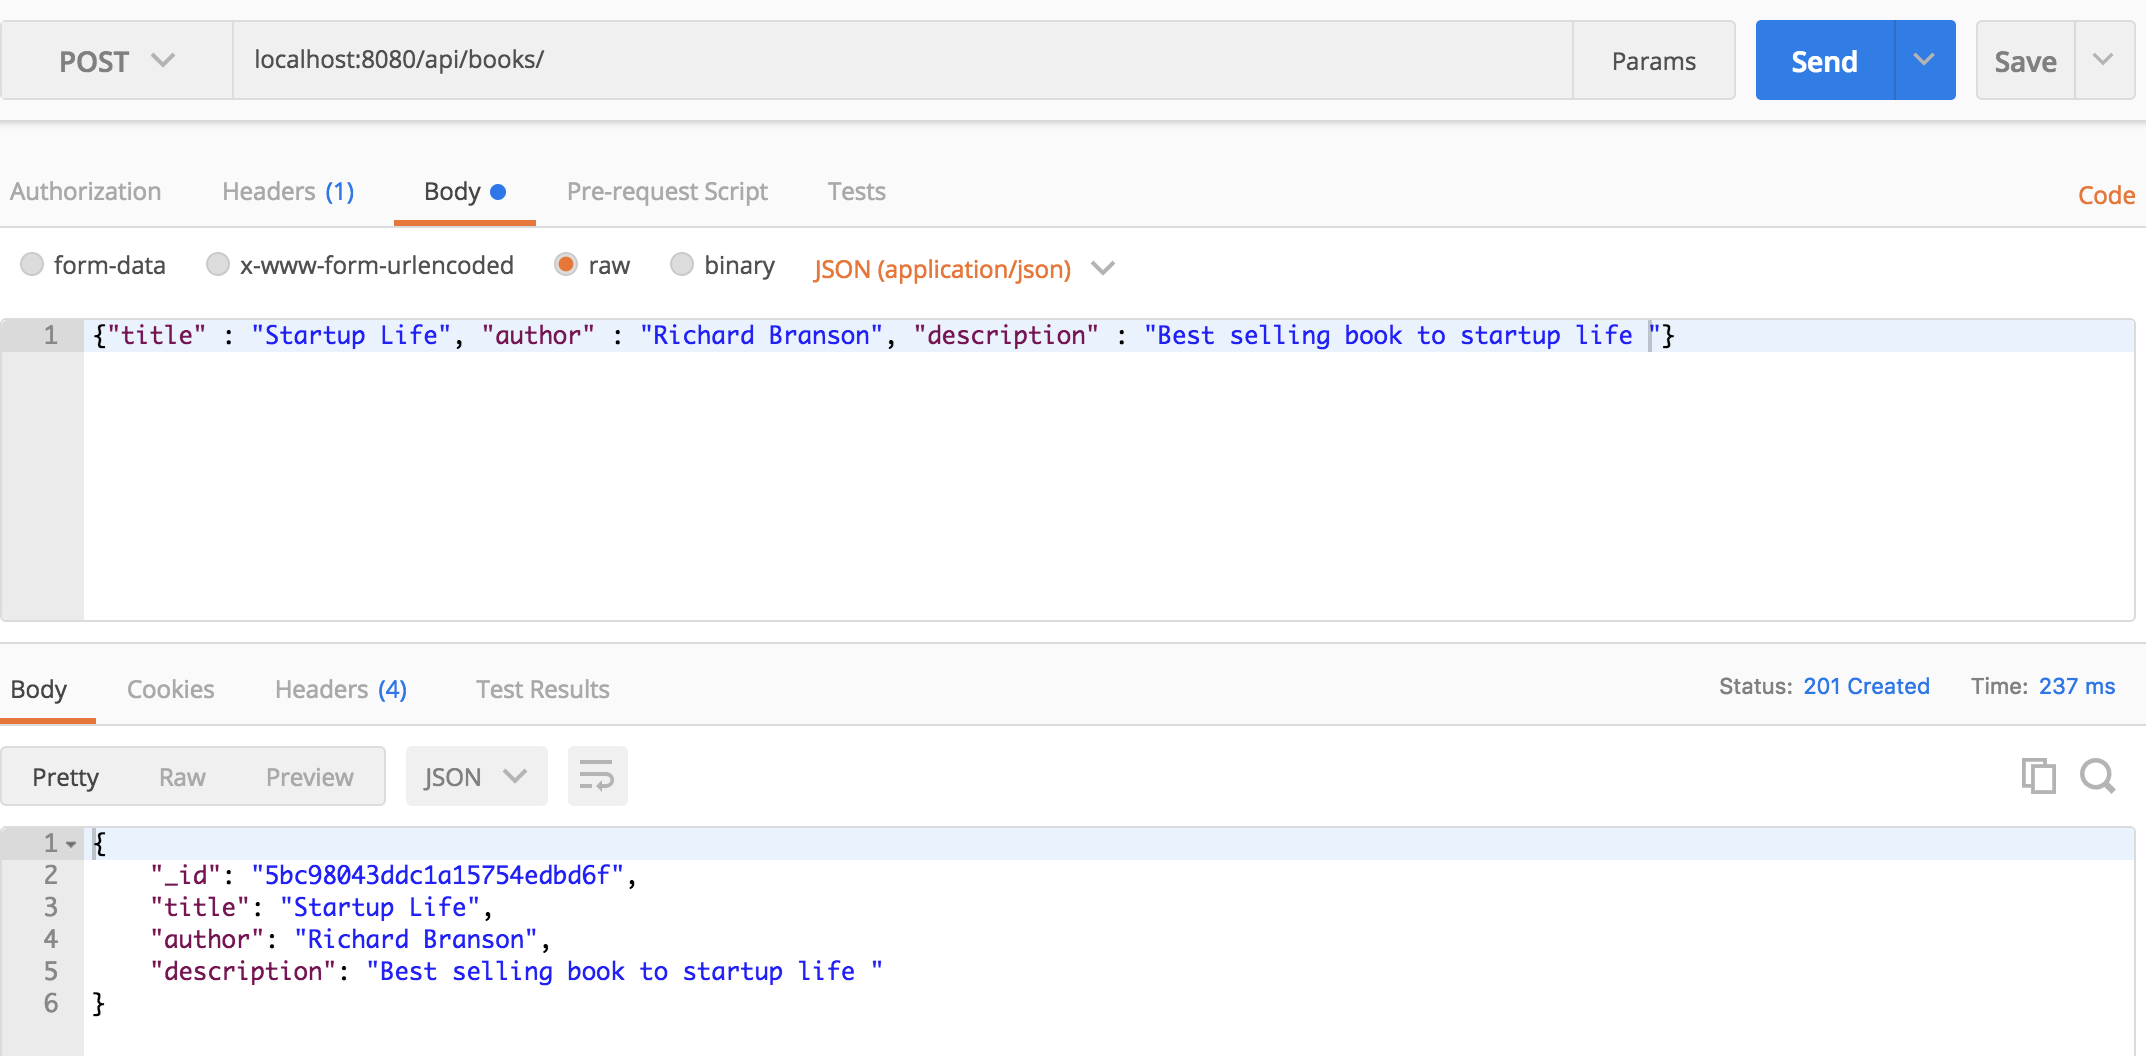 POST localhost:8080/api/books/ Params Send Save
Authorization Headers (1) Body Pre-request Script Tests Code
form-data x-www-form-urlencoded raw binary JSON (application/json)
1 {"title" : "Startup Life", "author" : "Richard Branson", "description" : "Best selling book to startup life "}
Body Cookies Headers (4) Test Results Status: 201 Created Time: 237 ms
Pretty Raw Preview JSON
1 {
2 "_id": "5bc98043ddc1a15754edbd6f",
3 "title": "Startup Life",
4 "author": "Richard Branson",
5 "description": "Best selling book to startup life "
6 }